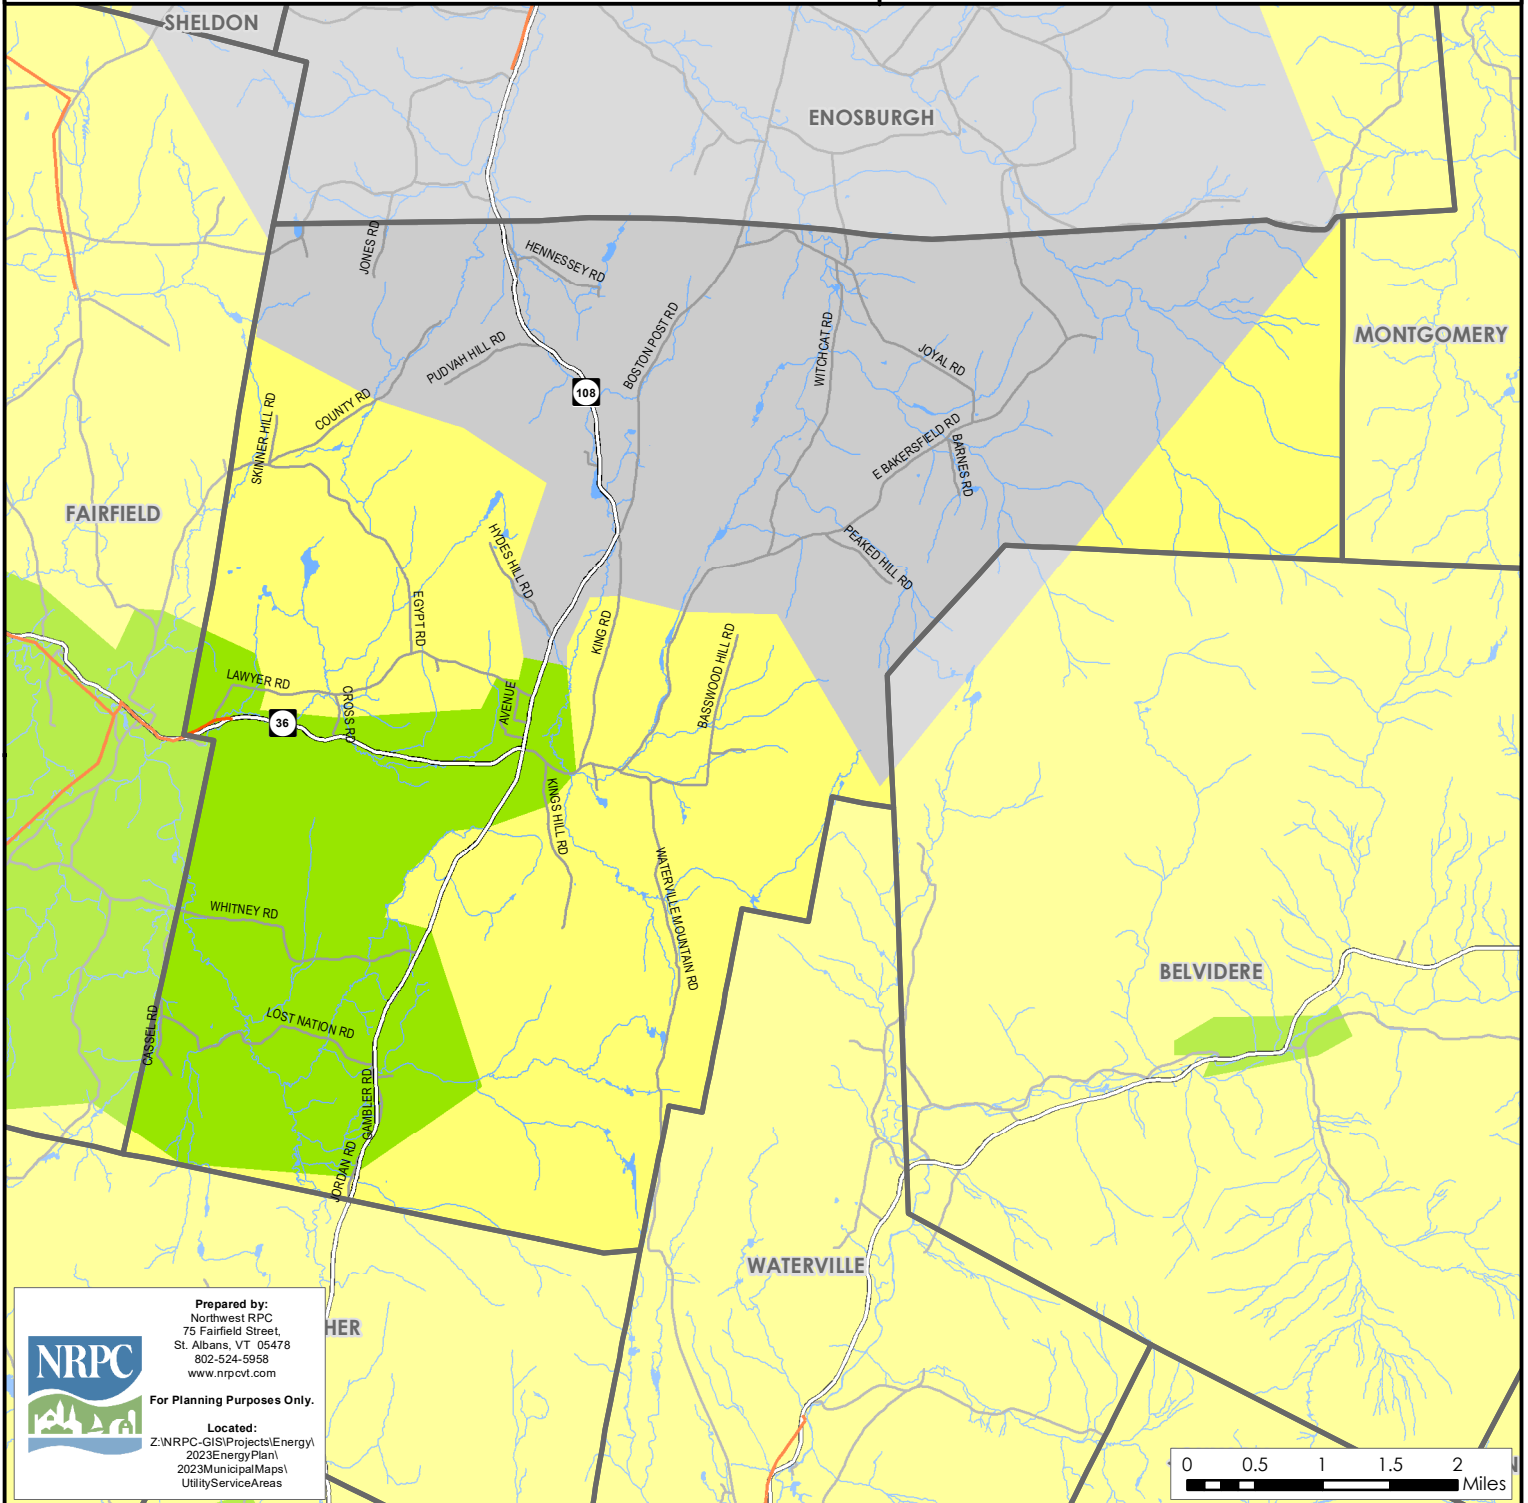 SHELDON
ENOSBURGH
JONES RD
HENNESSEY RD
BOSTON POST RD
PUDVAH HILL RD
WITCHCAT RD
JOYAL RD
MONTGOMERY
108
COUNTY RD
SKINNER HILL RD
E BAKERSFIELD RD
BARNES RD
FAIRFIELD
HYDES HILL RD
PEAKED HILL RD
EGYPT RD
KING RD
BASSWOOD HILL RD
LAWYER RD
CROSS RD
AVENUE
36
KINGS HILL RD
WATERVILLE MOUNTAIN RD
WHITNEY RD
BELVIDERE
CASSEL RD
LOST NATION RD
GAMBLER RD
JORDAN RD
WATERVILLE
HER
Prepared by:
Northwest RPC
75 Fairfield Street,
St. Albans, VT 05478
802-524-5958
www.nrpcvt.com
NRPC
For Planning Purposes Only.
Located:
Z:\NRPC-GIS\Projects\Energy\
2023EnergyPlan\
2023MunicipalMaps\
UtilityServiceAreas
0 0.5 1 1.5 2
Miles